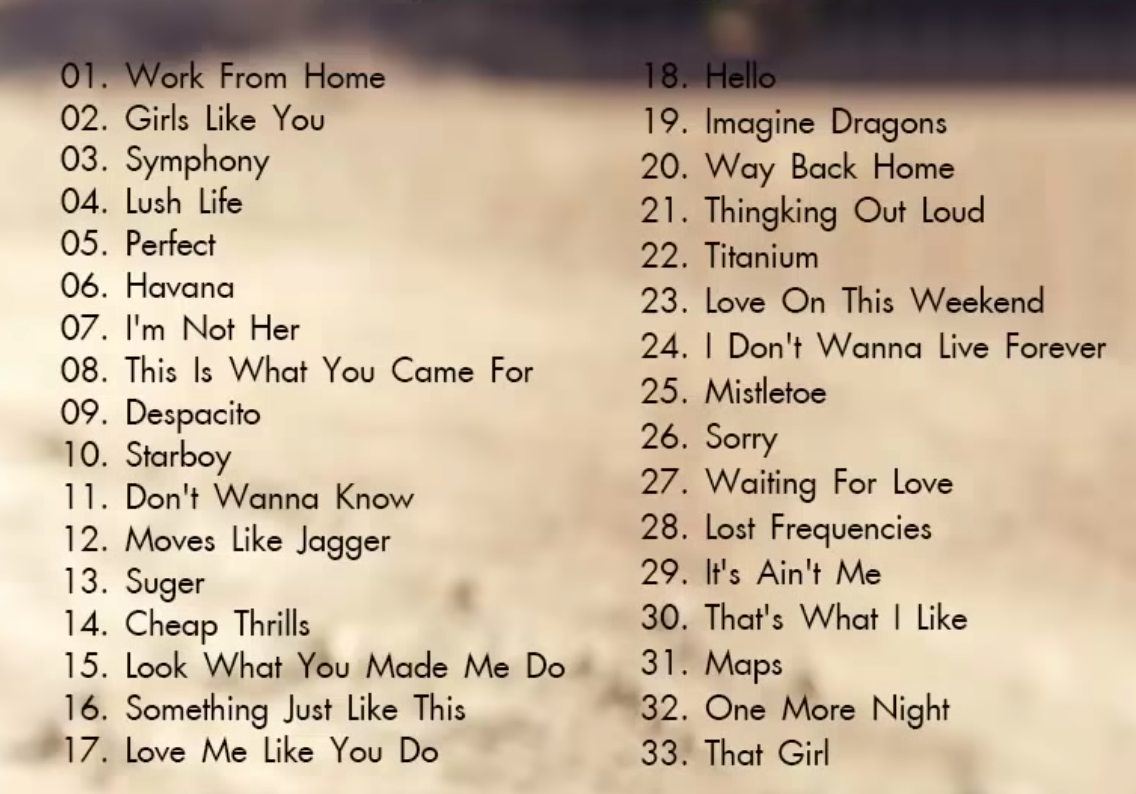 01. Work From Home
02. Girls Like You
03. Symphony
04. Lush Life
05. Perfect
06. Havana
07. I'm Not Her
08. This Is What You Came For
09. Despacito
10. Starboy
11. Don't Wanna Know
12. Moves Like Jagger
13. Suger
14. Cheap Thrills
15. Look What You Made Me Do
16. Something Just Like This
17. Love Me Like You Do
18. Hello
19. Imagine Dragons
20. Way Back Home
21. Thingking Out Loud
22. Titanium
23. Love On This Weekend
24. I Don't Wanna Live Forever
25. Mistletoe
26. Sorry
27. Waiting For Love
28. Lost Frequencies
29. It's Ain't Me
30. That's What I Like
31. Maps
32. One More Night
33. That Girl